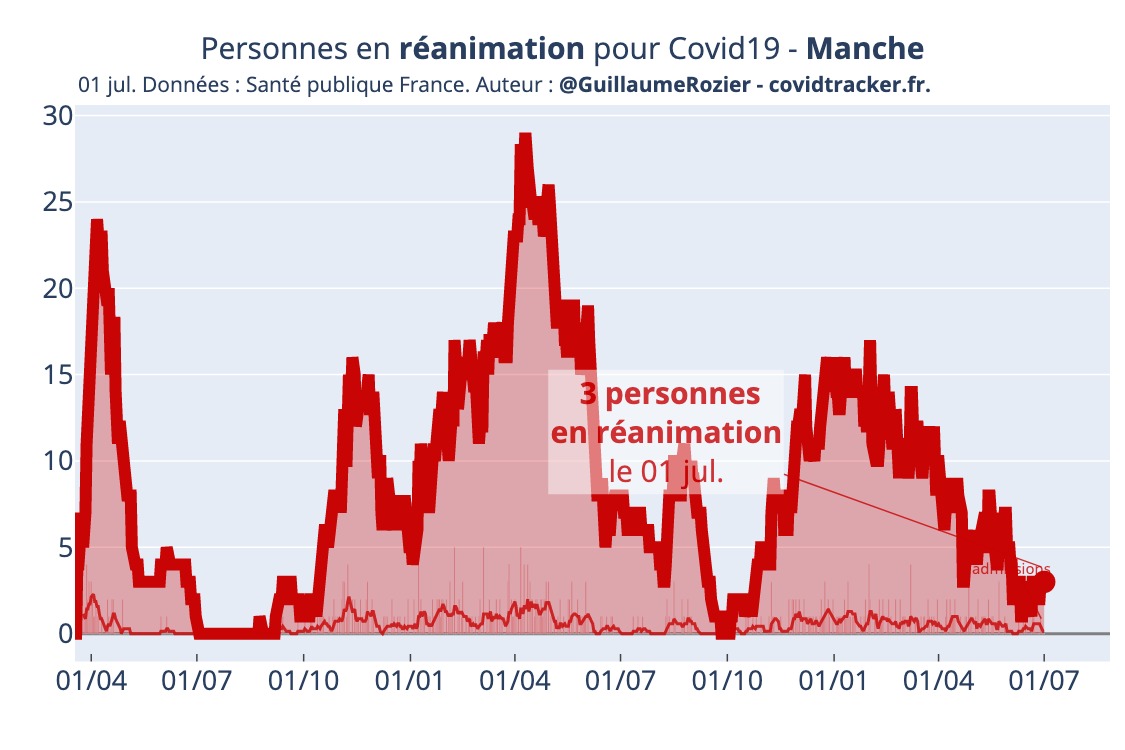 Personnes en réanimation pour Covid19 - Manche
01 jul. Données : Santé publique France. Auteur : @GuillaumeRozier - covidtracker.fr.
30
25
20
15
10
5
0
3 personnes
en réanimation
le 01 jul.
admissions
01/04 01/07 01/10 01/01 01/04 01/07 01/10 01/01 01/04 01/07